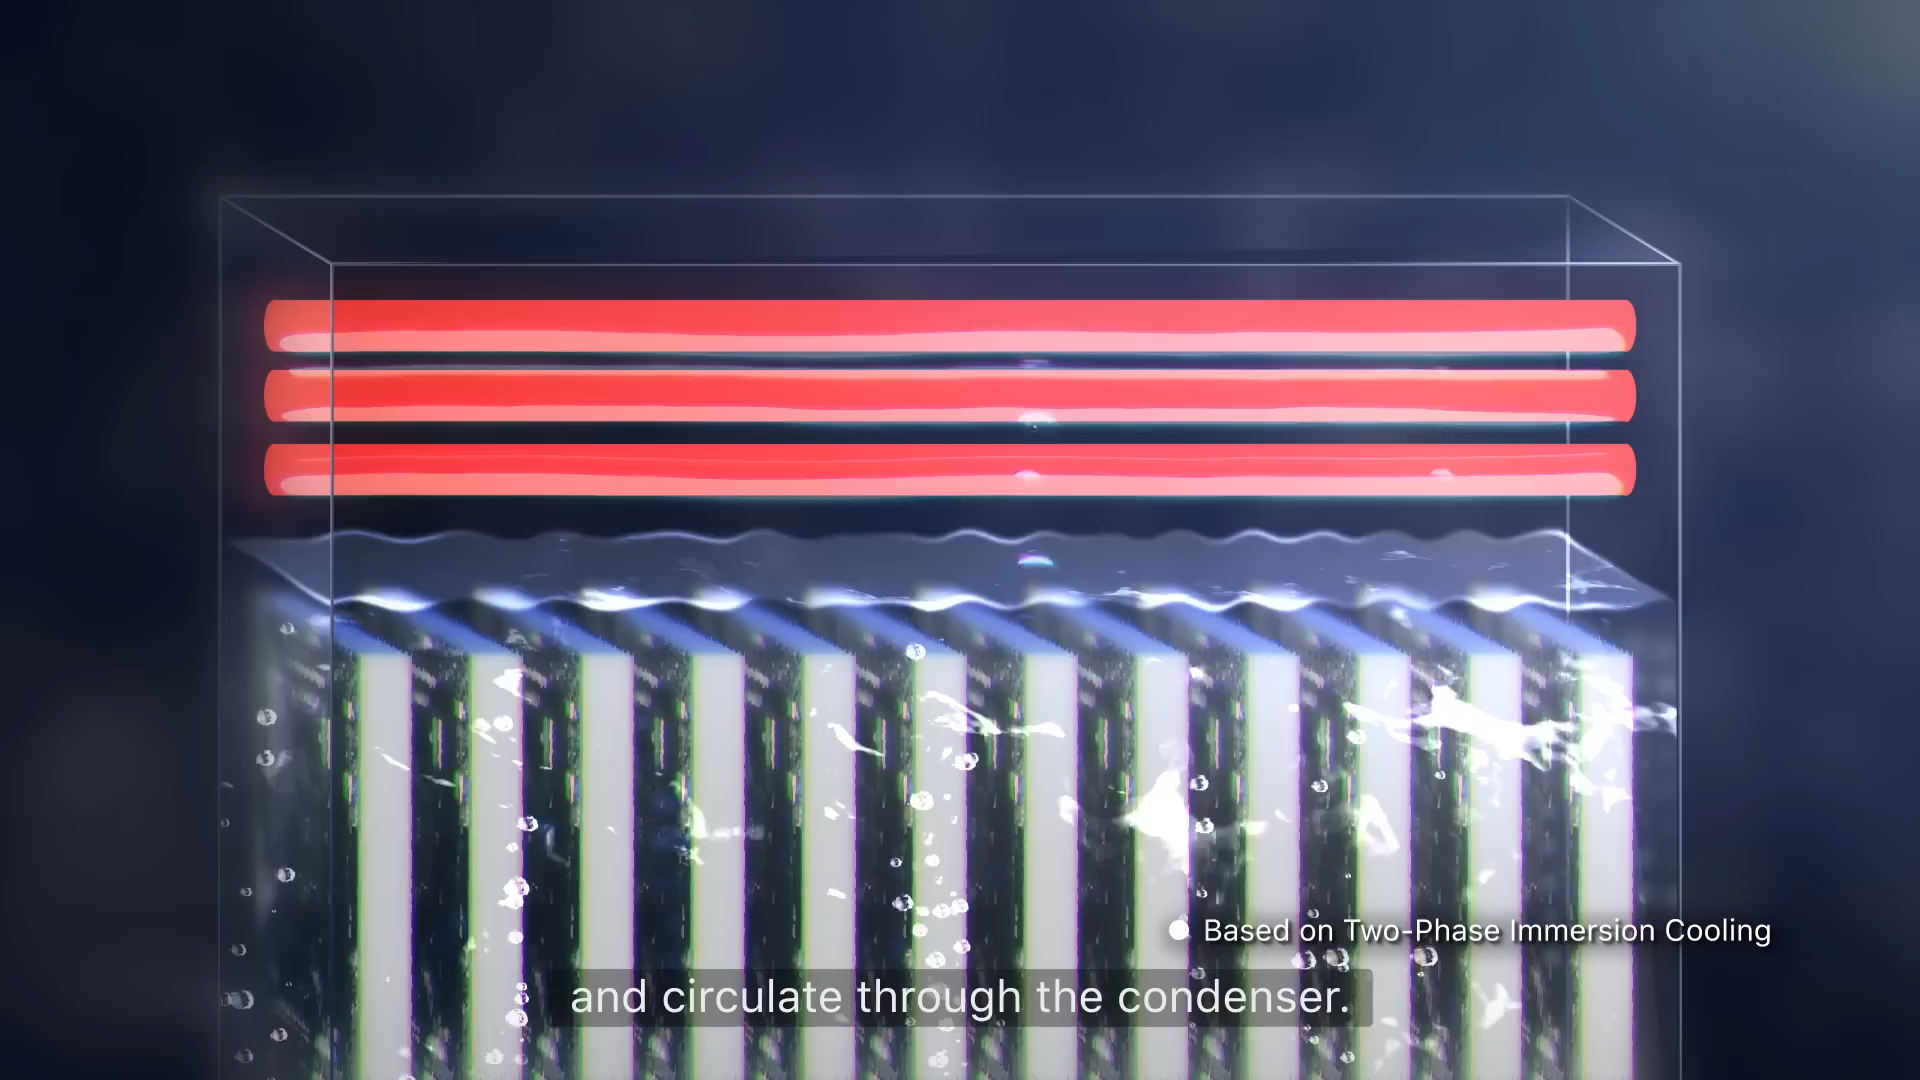 Based on Two-Phase Immersion Cooling
and circulate through the condenser.